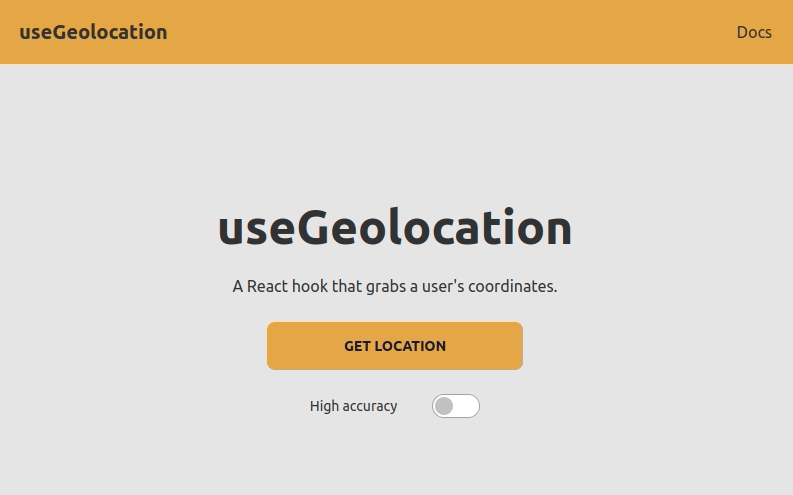 useGeolocation
Docs
useGeolocation
A React hook that grabs a user's coordinates.
GET LOCATION
High accuracy